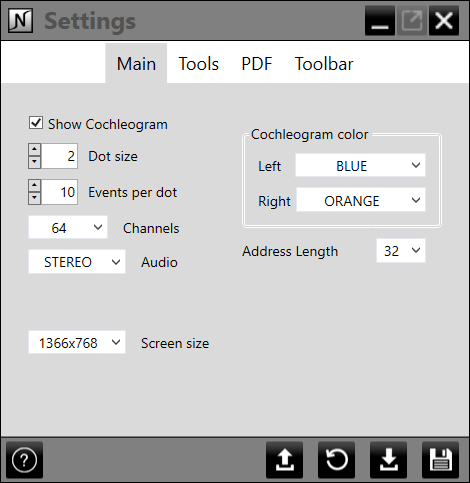 N Settings
Main Tools PDF Toolbar
Show Cochleogram
2 Dot size
10 Events per dot
64 Channels
STEREO Audio
1366x768 Screen size
Cochleogram color
Left BLUE
Right ORANGE
Address Length 32
?